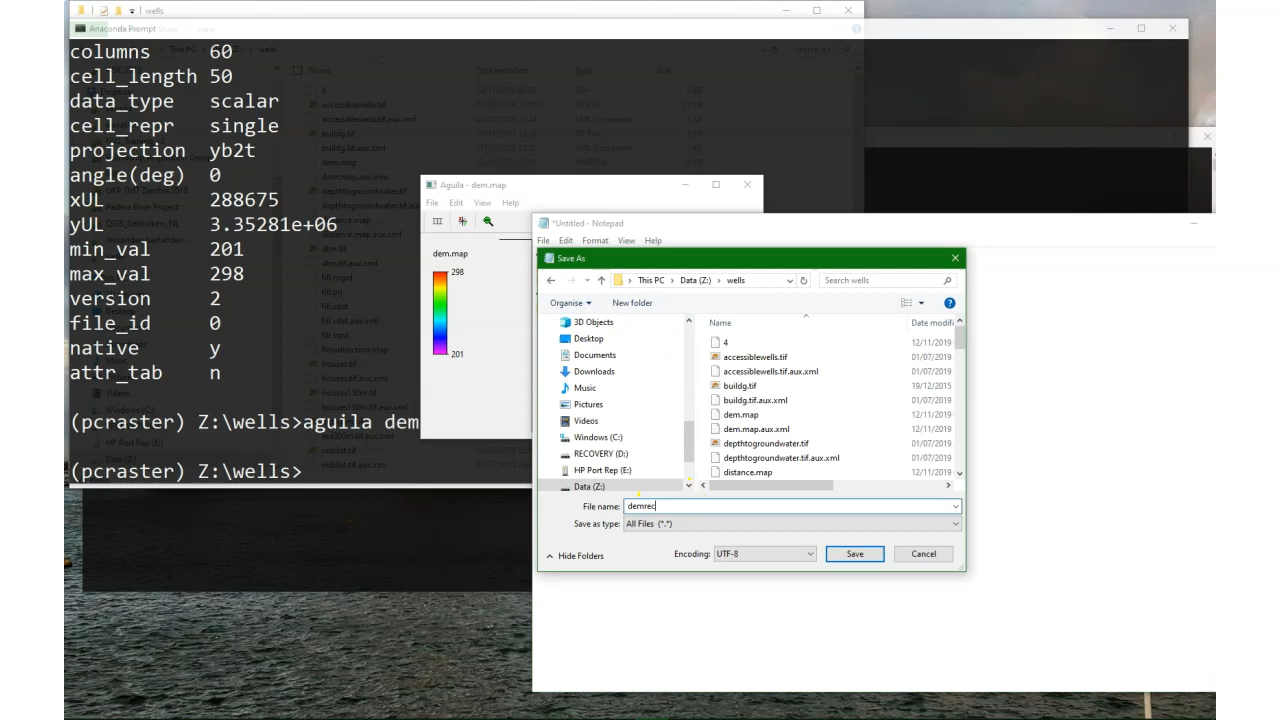 wells
Anaconda Prompt
columns 60
cell_length 50
data_type scalar
cell_repr single
projection yb2t
angle(deg) 0
xUL 288675
yUL 3.35281e+06
min_val 201
max_val 298
version 2
file_id 0
native y
attr_tab n
(pcraster) Z:\wells>aguila dem
(pcraster) Z:\wells>
Aguila - dem.map
File Edit View Help
dem.map
298
201
*Untitled - Notepad
File Edit Format View Help
Save As
This PC > Data (Z:) > wells
Search wells
Organise New folder
3D Objects
Desktop
Documents
Downloads
Music
Pictures
Videos
Windows (C:)
RECOVERY (D:)
HP Port Rep (E:)
Data (Z:)
Name Date modifi
4 12/11/2019
accessiblewells.tif 01/07/2019
accessiblewells.tif.aux.xml 01/07/2019
buildg.tif 19/12/2015
buildg.tif.aux.xml 01/07/2019
dem.map 12/11/2019
dem.map.aux.xml 12/11/2019
depthtogroundwater.tif 01/07/2019
depthtogroundwater.tif.aux.xml 01/07/2019
distance.map 12/11/2019
File name: demrec
Save as type: All Files (*.*)
Hide Folders
Encoding: UTF-8
Save
Cancel